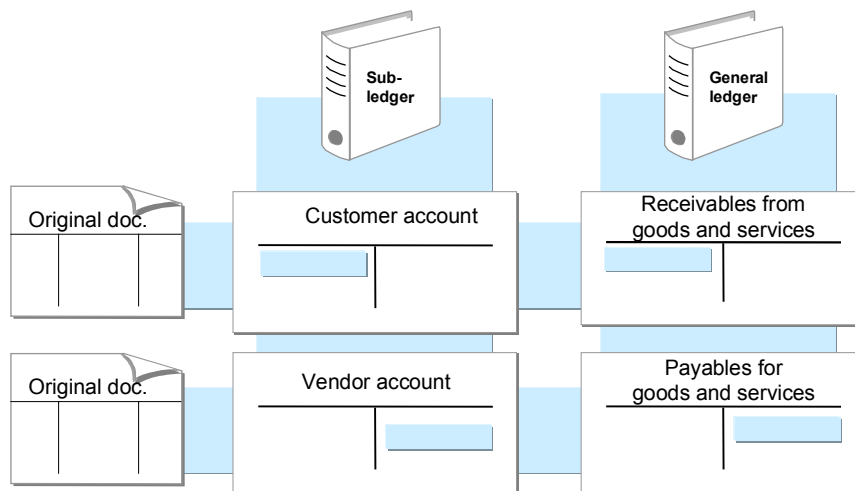 Sub-
ledger
General
ledger
Original doc.
Customer account
Receivables from
goods and services
Original doc.
Vendor account
Payables for
goods and services